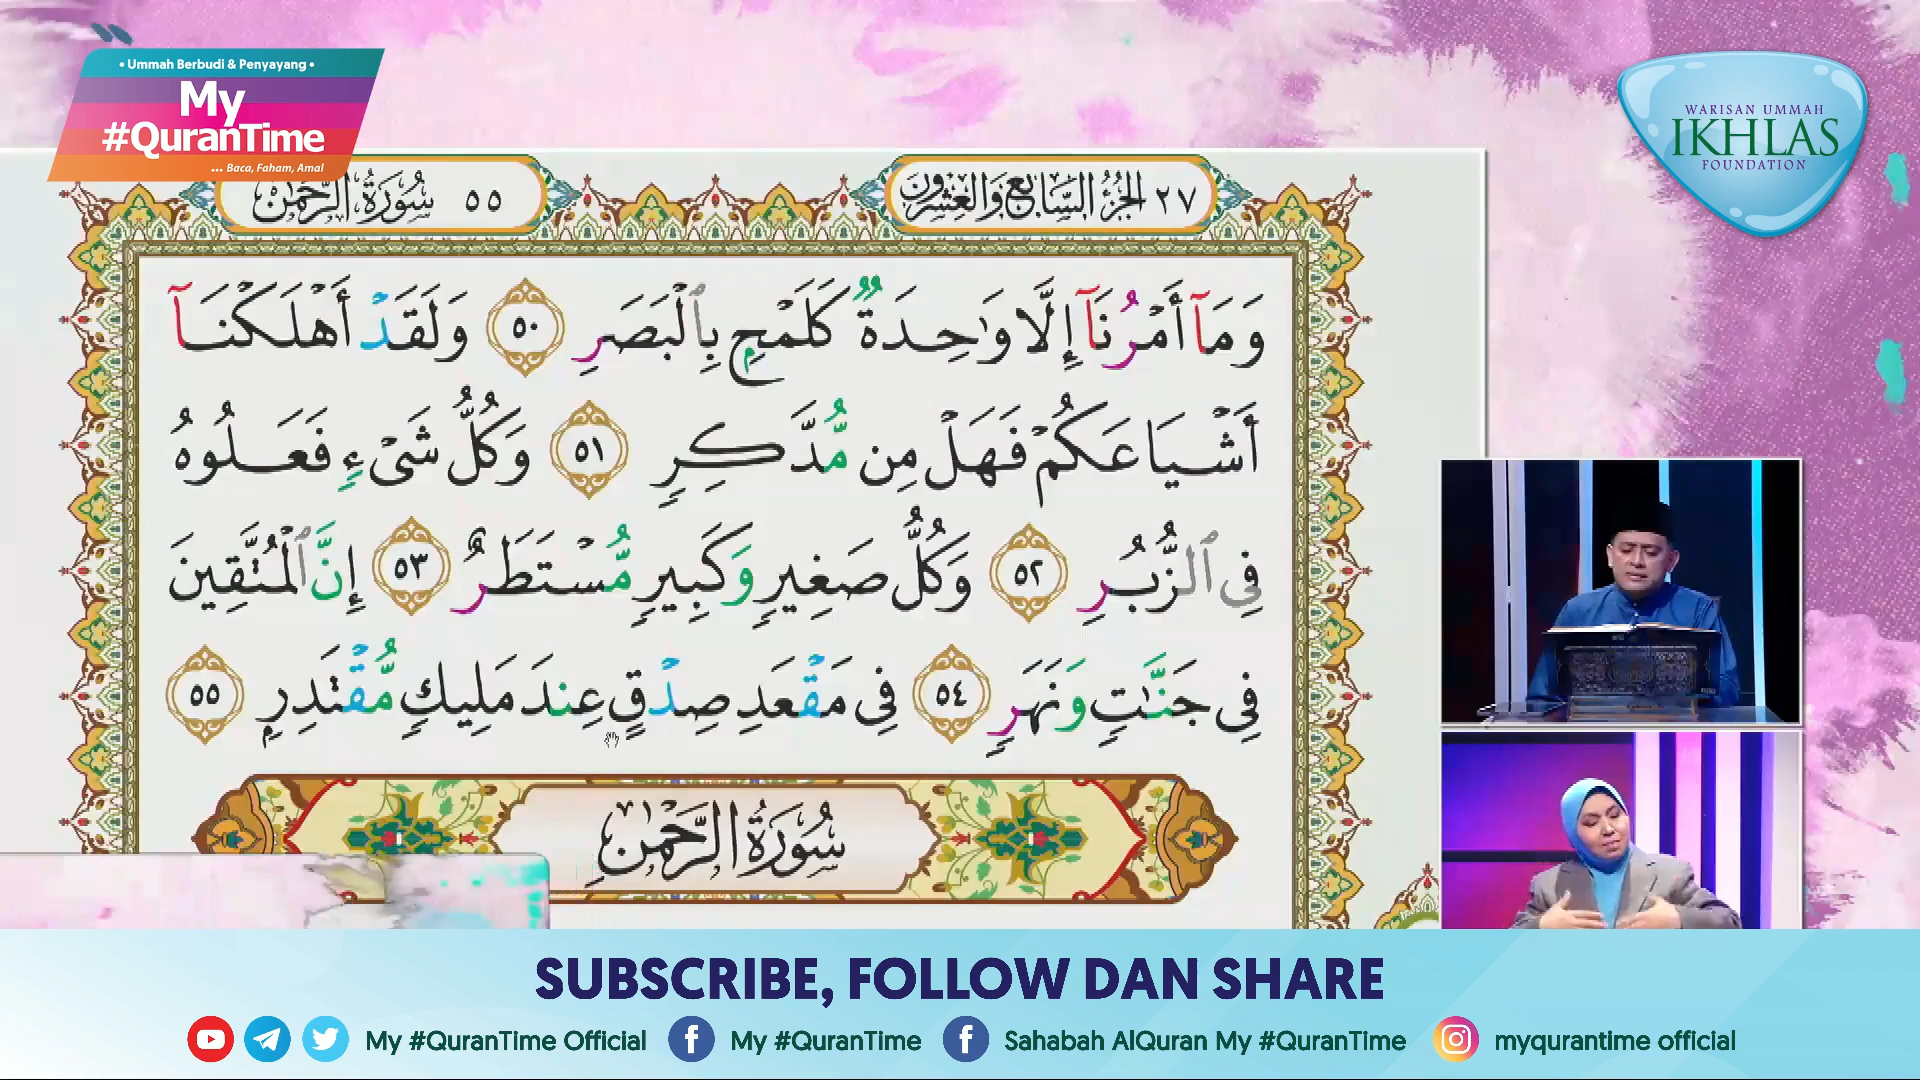 • Ummah Berbudi & Penyayang •
My
#QuranTime
... Baca, Faham, Amal
WARISAN UMMAH
IKHLAS
FOUNDATION
٢٧ الجُزْءُ السَّابِعُ وَالْعِشْرُون
٥٥ سُورَةُ الرَّحْمَٰن
وَمَآ أَمْرُنَآ إِلَّا وَٰحِدَةٌ كَلَمْحٍۭ بِٱلْبَصَرِ ٥٠ وَلَقَدْ أَهْلَكْنَآ
أَشْيَاعَكُمْ فَهَلْ مِن مُّدَّكِرٍ ٥١ وَكُلُّ شَىْءٍ فَعَلُوهُ
فِى ٱلزُّبُرِ ٥٢ وَكُلُّ صَغِيرٍ وَكَبِيرٍ مُّسْتَطَرٌ ٥٣ إِنَّ ٱلْمُتَّقِينَ
فِى جَنَّٰتٍ وَنَهَرٍ ٥٤ فِى مَقْعَدِ صِدْقٍ عِندَ مَلِيكٍ مُّقْتَدِرٍۭ ٥٥
سُورَةُ الرَّحْمَٰنِ
SUBSCRIBE, FOLLOW DAN SHARE
My #QuranTime Official
My #QuranTime
Sahabah AlQuran My #QuranTime
myqurantime official